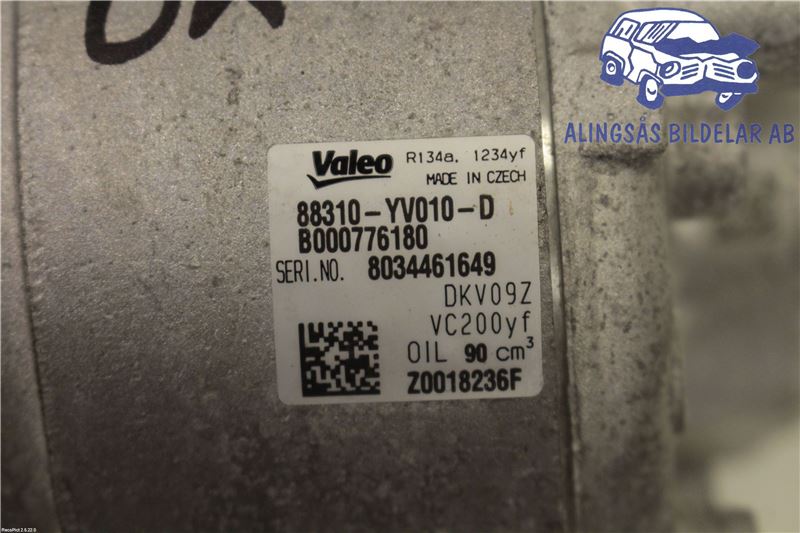 ALINGSÅS BILDELAR AB
Valeo R134a. 1234yf
MADE IN CZECH
88310-YV010-D
B000776180
SERI.NO. 8034461649
DKV09Z
VC200yf
OIL 90 cm³
Z0018236F